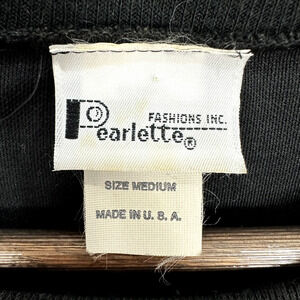 FASHIONS INC.
Pearlette®
SIZE MEDIUM
MADE IN U.S.A.